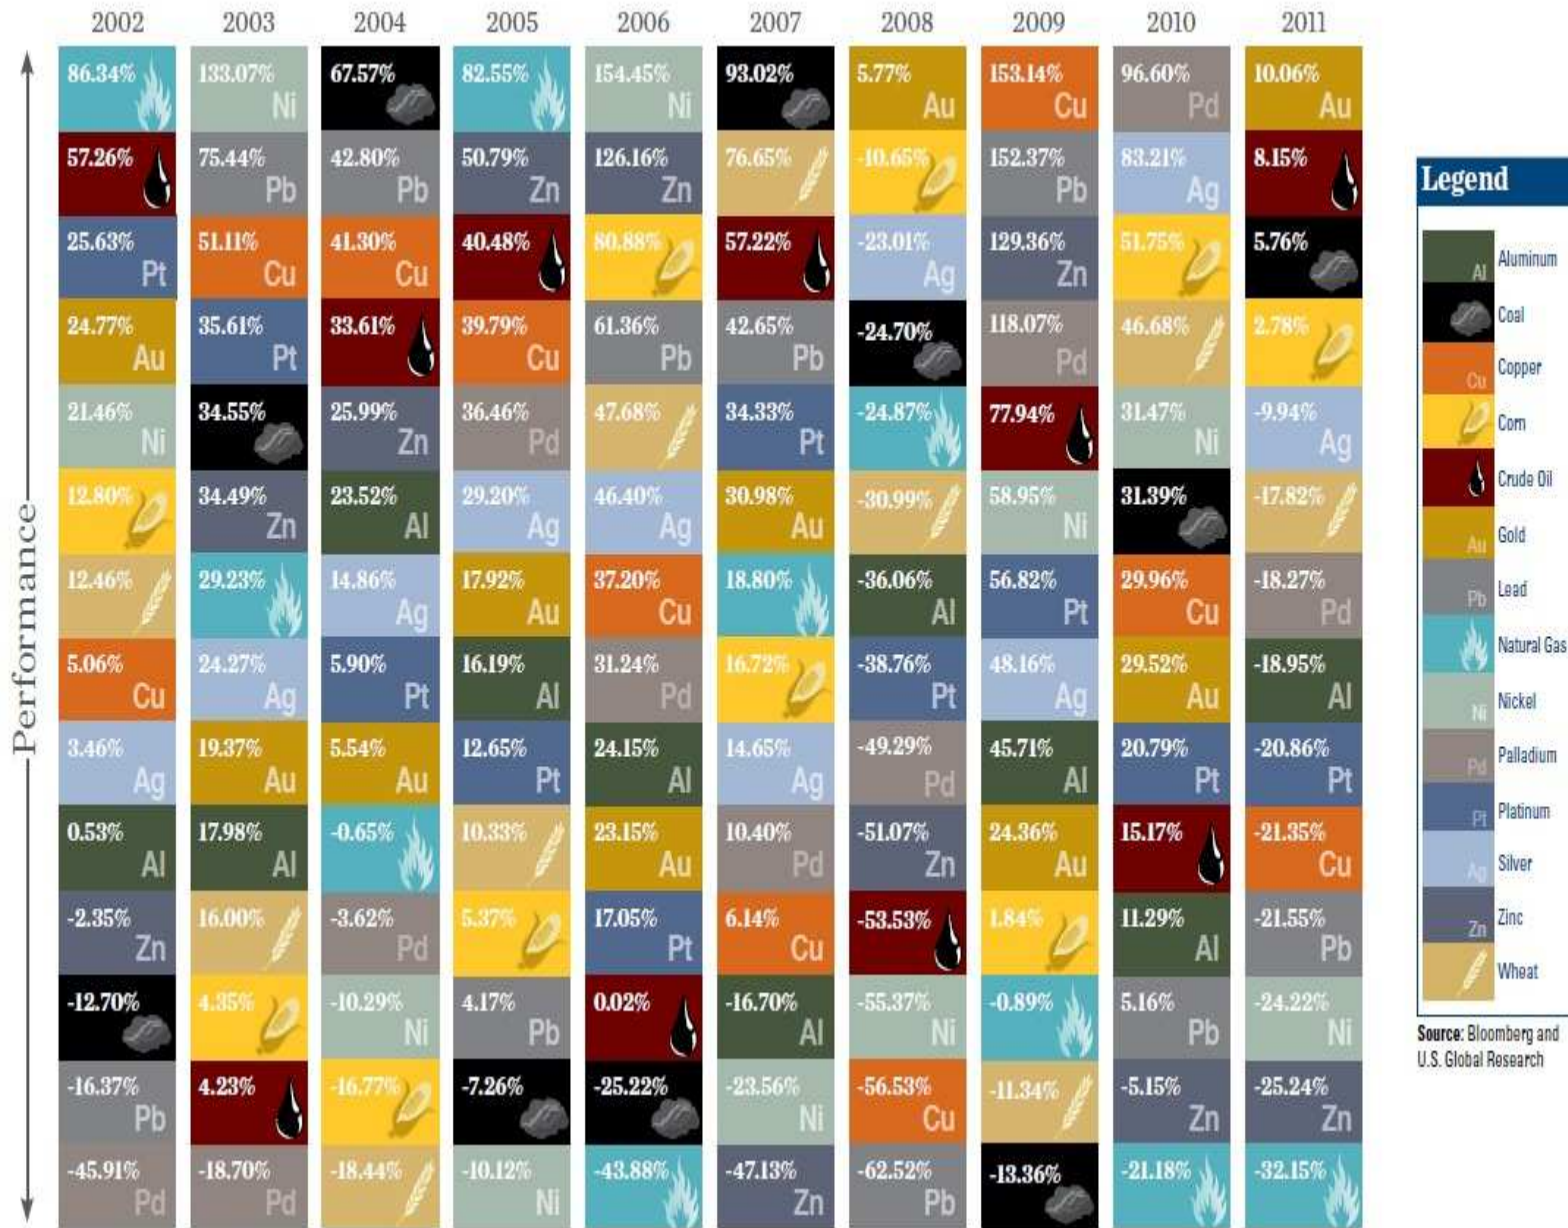 2002 2003 2004 2005 2006 2007 2008 2009 2010 2011
86.34% 133.07% 67.57% 82.55% 154.45% 93.02% 5.77% 153.14% 96.60% 10.06%
Ni Ni Au Cu Pd Au
57.26% 75.44% 42.80% 50.79% 126.16% 76.65% -10.65% 152.37% 83.21% 8.15%
Pb Pb Zn Zn Pb Ag
25.63% 51.11% 41.30% 40.48% 80.88% 57.22% -23.01% 129.36% 51.75% 5.76%
Pt Cu Cu Ag Zn
24.77% 35.61% 33.61% 39.79% 61.36% 42.65% -24.70% 118.07% 46.68% 2.78%
Au Pt Cu Pb Pb Pd
21.46% 34.55% 25.99% 36.46% 47.68% 34.33% -24.87% 77.94% 31.47% -9.94%
Ni Zn Pd Pt Ni Ag
12.80% 34.49% 23.52% 29.20% 46.40% 30.98% -30.99% 58.95% 31.39% -17.82%
Zn Al Ag Ag Au Ni
12.46% 29.23% 14.86% 17.92% 37.20% 18.80% -36.06% 56.82% 29.96% -18.27%
Ag Au Cu Al Pt Cu Pd
5.06% 24.27% 5.90% 16.19% 31.24% 16.72% -38.76% 48.16% 29.52% -18.95%
Cu Ag Pt Al Pd Pt Ag Au Al
3.46% 19.37% 5.54% 12.65% 24.15% 14.65% -49.29% 45.71% 20.79% -20.86%
Ag Au Au Pt Al Ag Pd Al Pt Pt
0.53% 17.98% -0.65% 10.33% 23.15% 10.40% -51.07% 24.36% 15.17% -21.35%
Al Al Au Pd Zn Au Cu
-2.35% 16.00% -3.62% 5.37% 17.05% 6.14% -53.53% 1.84% 11.29% -21.55%
Zn Pd Pt Cu Al Pb
-12.70% 4.35% -10.29% 4.17% 0.02% -16.70% -55.37% -0.89% 5.16% -24.22%
Ni Pb Al Ni Pb Ni
-16.37% 4.23% -16.77% -7.26% -25.22% -23.56% -56.53% -11.34% -5.15% -25.24%
Pb Ni Cu Zn Zn
-45.91% -18.70% -18.44% -10.12% -43.88% -47.13% -62.52% -13.36% -21.18% -32.15%
Pd Pd Ni Zn Pb
Performance
Legend
Al Aluminum
Coal
Cu Copper
Corn
Crude Oil
Au Gold
Pb Lead
Natural Gas
Ni Nickel
Pd Palladium
Pt Platinum
Ag Silver
Zn Zinc
Wheat
Source: Bloomberg and
U.S. Global Research